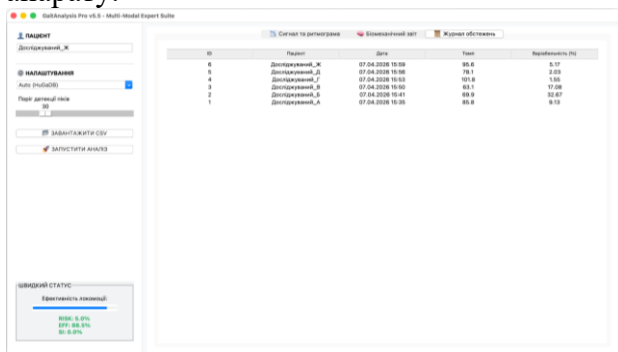 апарату.
GaitAnalysis Pro v5.5 - Multi-Modal Expert Suite
ПАЦІЄНТ
Досліджуваний_Ж
НАЛАШТУВАННЯ
Auto (HuGaDB)
Поріг детекції піків
30
ЗАВАНТАЖИТИ CSV
ЗАПУСТИТИ АНАЛІЗ
Сигнал та ритмограма Біомеханічний звіт Журнал обстежень
ID Пацієнт Дата Темп Варіабельність (%)
6 Досліджуваний_Ж 07.04.2026 15:59 95.6 5.17
5 Досліджуваний_Д 07.04.2026 15:56 78.1 2.03
4 Досліджуваний_Г 07.04.2026 15:53 101.8 1.93
3 Досліджуваний_В 07.04.2026 15:50 63.1 17.08
2 Досліджуваний_Б 07.04.2026 15:41 69.9 32.67
1 Досліджуваний_А 07.04.2026 15:35 85.8 9.13
ШВИДКИЙ СТАТУС
Ефективність локомоції:
RISK: 5.0%
EFF: 88.5%
SI: 0.0%